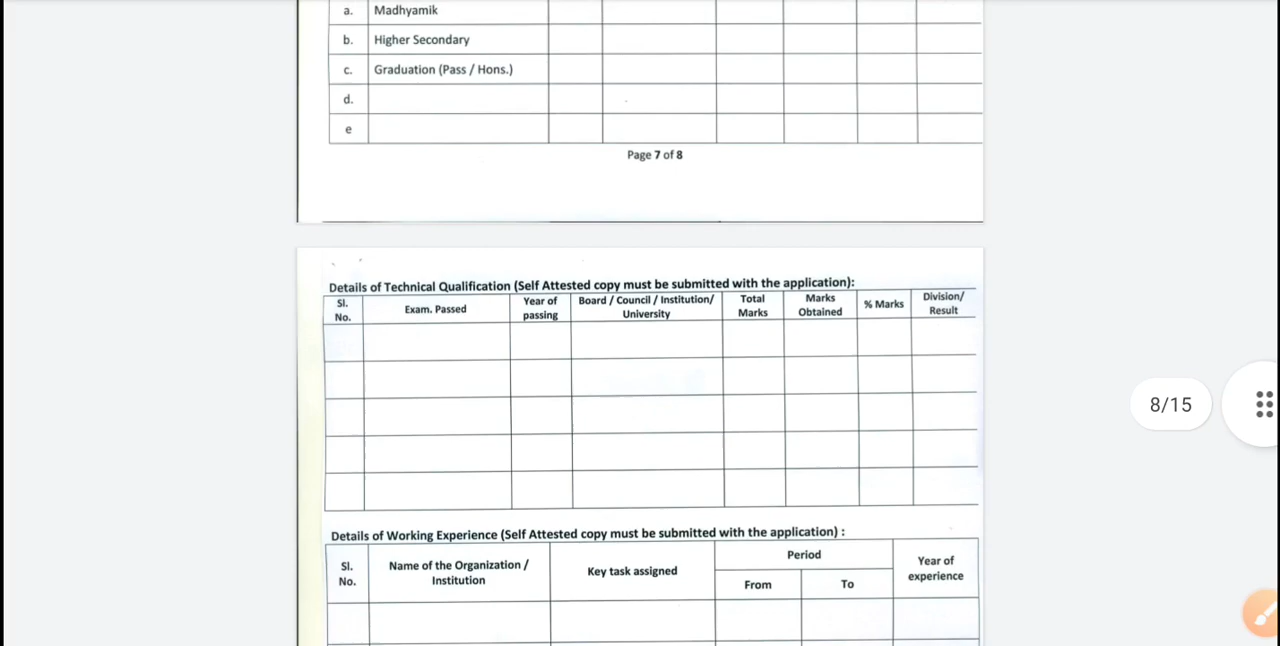 a. Madhyamik
b. Higher Secondary
c. Graduation (Pass / Hons.)
d.
e
Page 7 of 8
Details of Technical Qualification (Self Attested copy must be submitted with the application):
Sl. No. Exam. Passed Year of passing Board / Council / Institution/ University Total Marks Marks Obtained % Marks Division/ Result
8/15
Details of Working Experience (Self Attested copy must be submitted with the application) :
Sl. No. Name of the Organization / Institution Key task assigned Period From To Year of experience